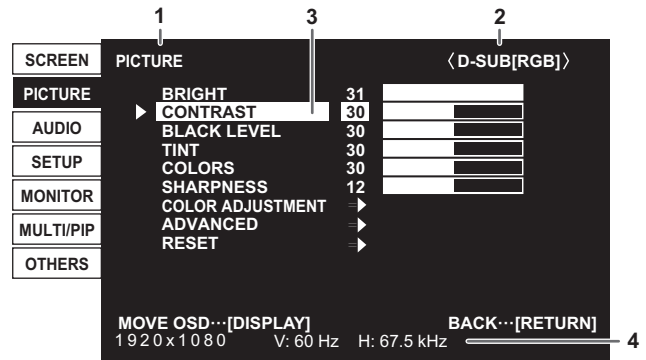 1 3 2
SCREEN
PICTURE
AUDIO
SETUP
MONITOR
MULTI/PIP
OTHERS
PICTURE 〈D-SUB[RGB]〉
BRIGHT 31
CONTRAST 30
BLACK LEVEL 30
TINT 30
COLORS 30
SHARPNESS 12
COLOR ADJUSTMENT
ADVANCED
RESET
MOVE OSD···[DISPLAY] BACK···[RETURN]
1920x1080 V: 60 Hz H: 67.5 kHz 4